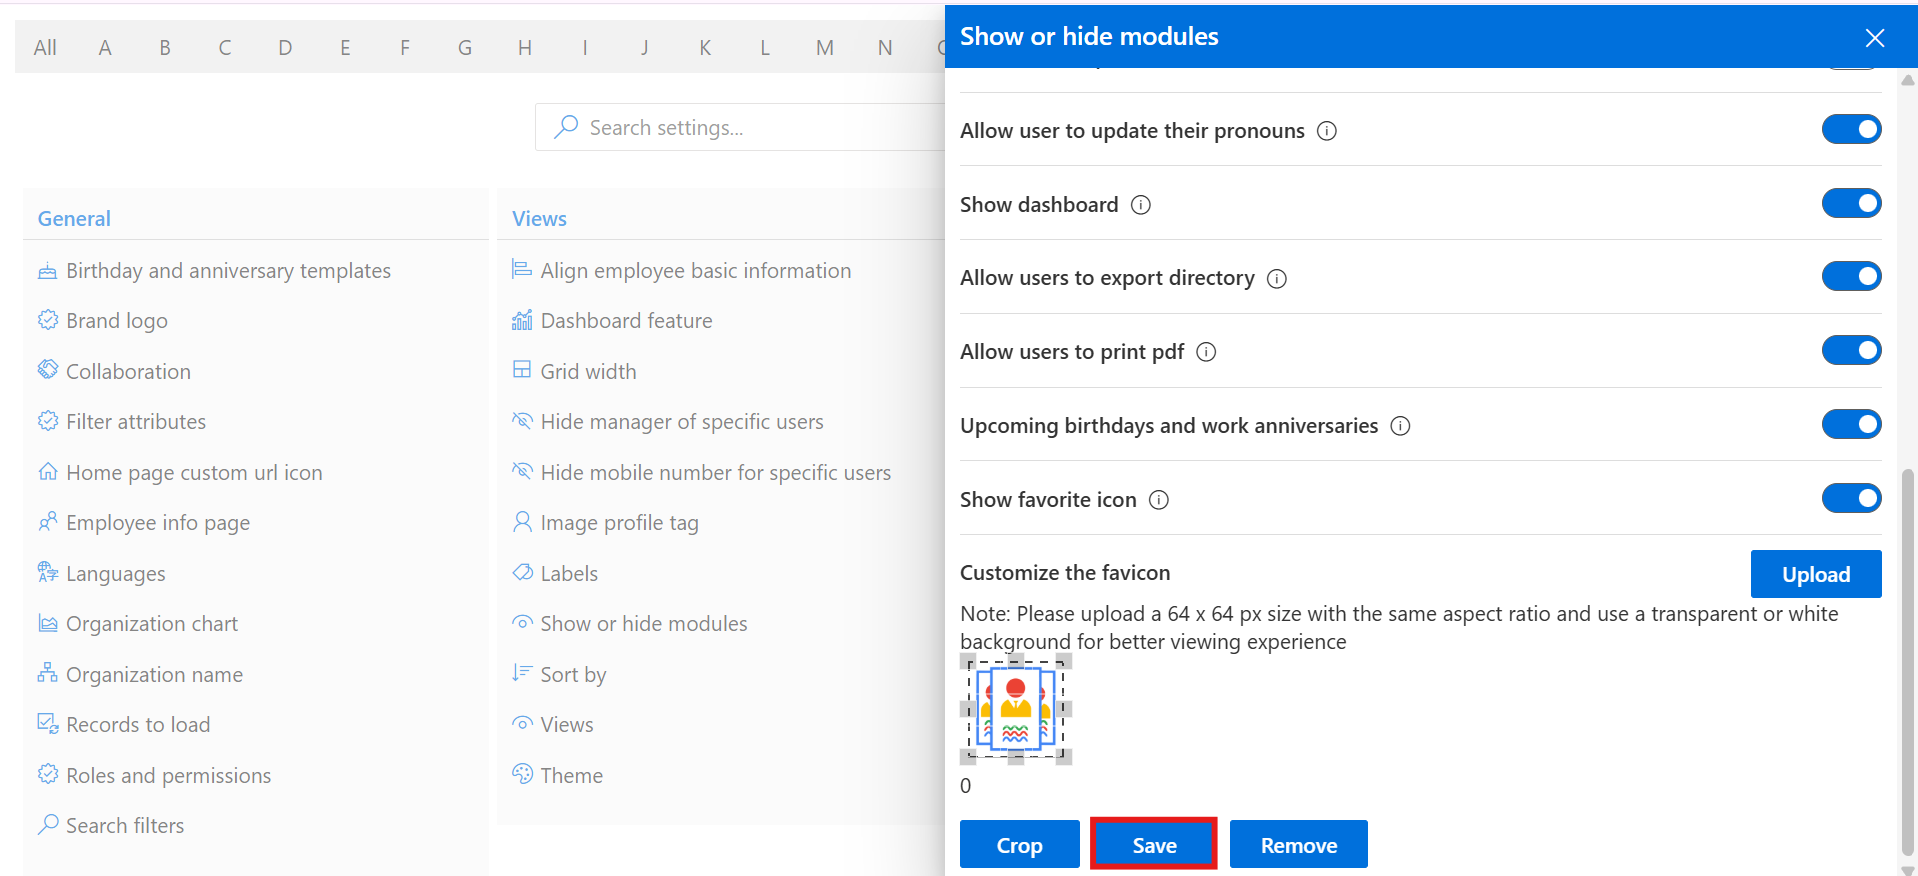 All A B C D E F G H I J K L M N
Search settings...
General
Birthday and anniversary templates
Brand logo
Collaboration
Filter attributes
Home page custom url icon
Employee info page
Languages
Organization chart
Organization name
Records to load
Roles and permissions
Search filters
Views
Align employee basic information
Dashboard feature
Grid width
Hide manager of specific users
Hide mobile number for specific users
Image profile tag
Labels
Show or hide modules
Sort by
Views
Theme
Show or hide modules
Allow user to update their pronouns
Show dashboard
Allow users to export directory
Allow users to print pdf
Upcoming birthdays and work anniversaries
Show favorite icon
Customize the favicon
Upload
Note: Please upload a 64 x 64 px size with the same aspect ratio and use a transparent or white
background for better viewing experience
0
Crop Save Remove